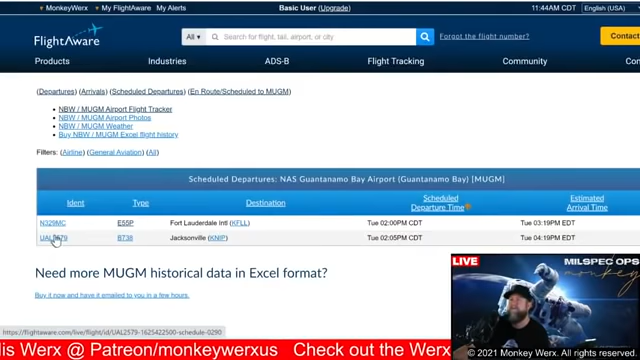 MonkeyWerx My FlightAware My Alerts Basic User (Upgrade) 11:44AM CDT English (USA)
FlightAware
All Search for flight, tail, airport, or city Forgot the flight number? Contact
Products Industries ADS-B Flight Tracking Community Company
(Departures) (Arrivals) (Scheduled Departures) (En Route/Scheduled to MUGM)
NBW / MUGM Airport Flight Tracker
NBW / MUGM Airport Photos
NBW / MUGM Weather
Buy NBW / MUGM Excel flight history
Filters: (Airline) (General Aviation) (All)
Scheduled Departures: NAS Guantanamo Bay Airport (Guantanamo Bay) [MUGM]
Ident Type Destination Scheduled Departure Time Estimated Arrival Time
N329MC E55P Fort Lauderdale Intl (KFLL) Tue 02:00PM CDT Tue 03:19PM EDT
UAL2579 B738 Jacksonville (KNIP) Tue 02:05PM CDT Tue 04:19PM EDT
Need more MUGM historical data in Excel format?
Buy it now and have it emailed to you in a few hours.
LIVE
MILSPEC OPS
monkey
https://flightaware.com/live/flight/id/UAL2579-1625422500-schedule-0290
lis Werx @ Patreon/monkeywerxus Check out the Werx
© 2021 Monkey Werx. All rights reserved.